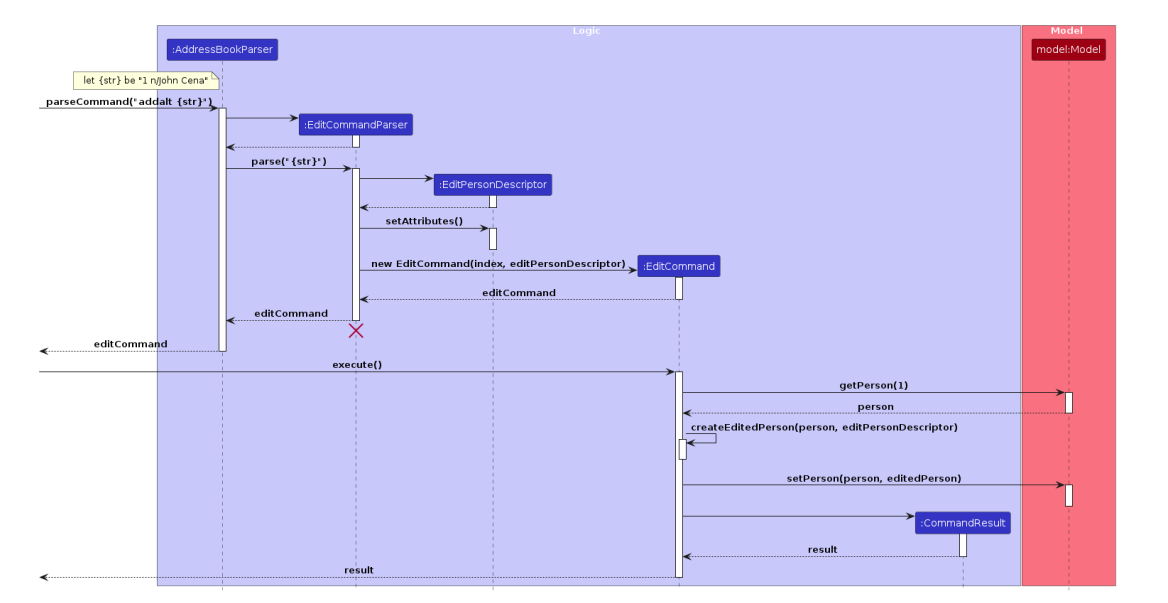 Logic
Model
:AddressBookParser
model:Model
let {str} be "1 n/John Cena"
parseCommand("addalt {str}")
:EditCommandParser
parse("{str}")
:EditPersonDescriptor
setAttributes()
new EditCommand(index, editPersonDescriptor)
:EditCommand
editCommand
editCommand
editCommand
execute()
getPerson(1)
person
createEditedPerson(person, editPersonDescriptor)
setPerson(person, editedPerson)
:CommandResult
result
result